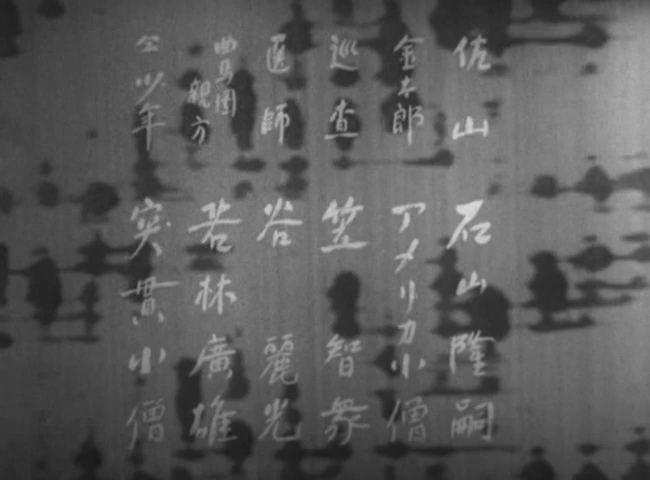 佐山 石山隆嗣
金太郎 アメリカ小僧
巡査 笠智衆
医師 谷麗光
曲馬団親方 若林廣雄
仝少年 突貫小僧